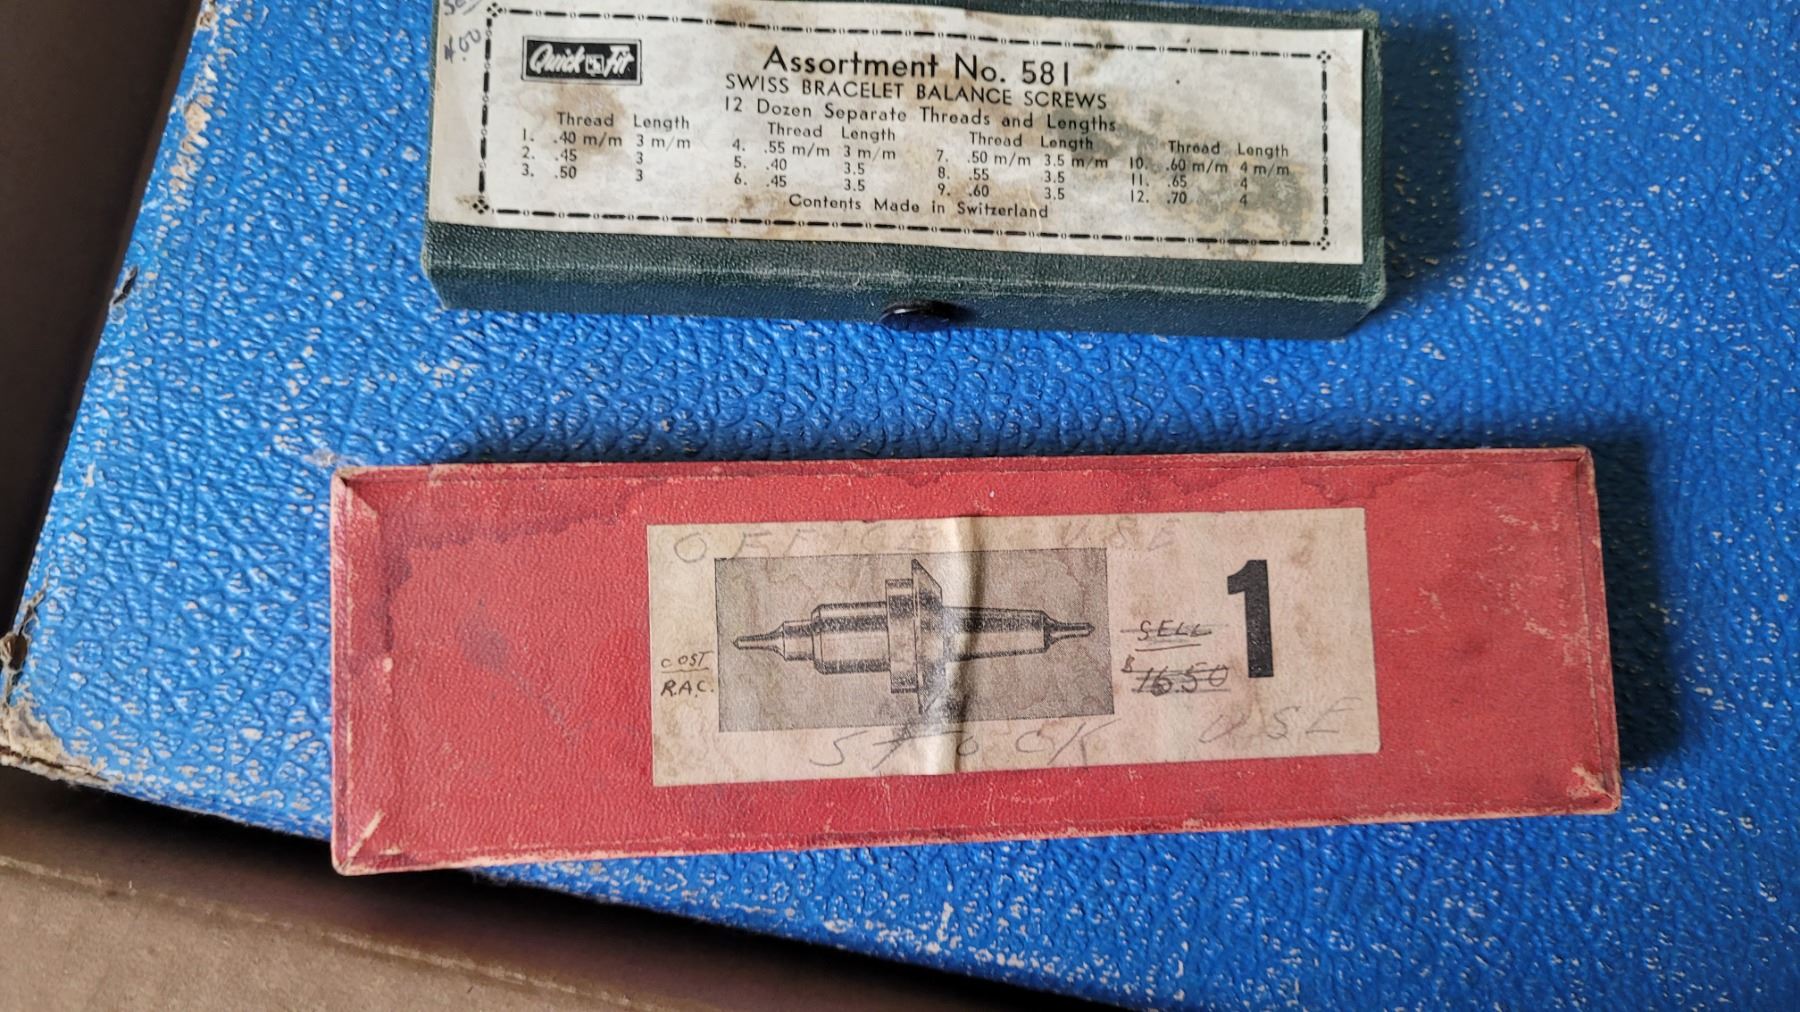 4.00
Quick Fit
Assortment No. 581
SWISS BRACELET BALANCE SCREWS
12 Dozen Separate Threads and Lengths
Thread Length Thread Length Thread Length Thread Length
1. .40 m/m 3 m/m 4. .55 m/m 3 m/m 7. .50 m/m 3.5 m/m 10. .60 m/m 4 m/m
2. .45 3 5. .40 3.5 8. .55 3.5 11. .65 4
3. .50 3 6. .45 3.5 9. .60 3.5 12. .70 4
Contents Made in Switzerland
OFFICE USE
1
SELL
$16.50
COST
R.A.C.
STOCK USE